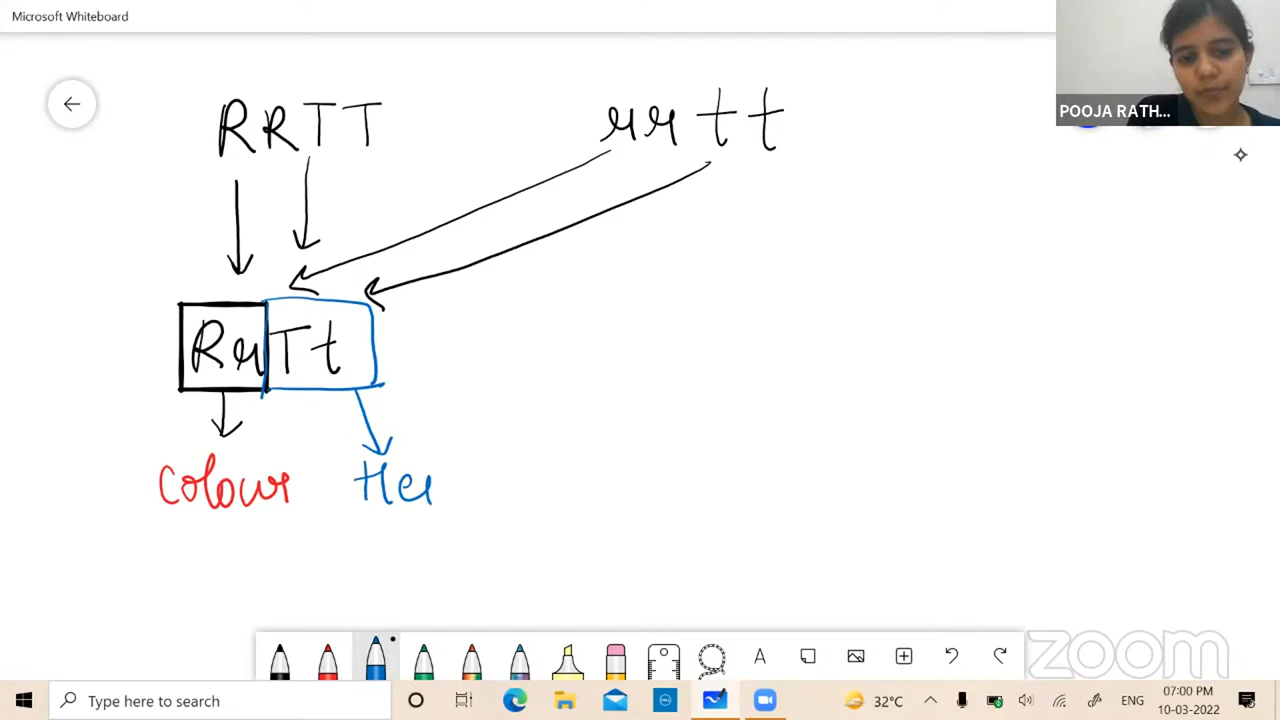 Microsoft Whiteboard
POOJA RATH...
RRTT rrtt
RrTt
Colour Hei
A
zoom
Type here to search
32°C
ENG
07:00 PM
10-03-2022